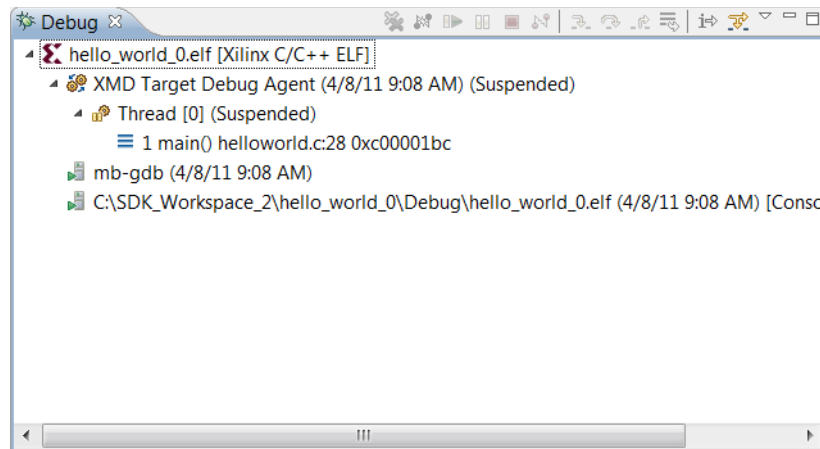 Debug
hello_world_0.elf [Xilinx C/C++ ELF]
XMD Target Debug Agent (4/8/11 9:08 AM) (Suspended)
Thread [0] (Suspended)
1 main() helloworld.c:28 0xc00001bc
mb-gdb (4/8/11 9:08 AM)
C:\SDK_Workspace_2\hello_world_0\Debug\hello_world_0.elf (4/8/11 9:08 AM) [Consc